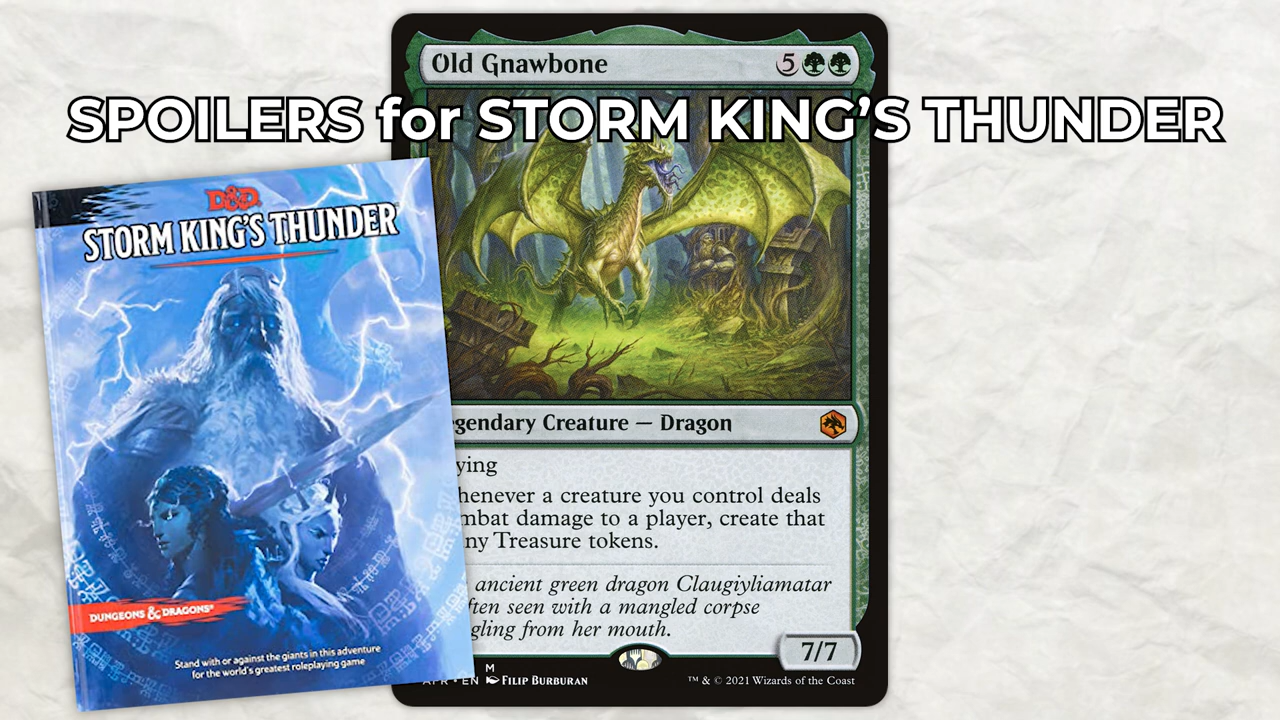 Old Gnawbone 5
SPOILERS for STORM KING'S THUNDER
D&D
STORM KING'S THUNDER
DUNGEONS & DRAGONS
Stand with or against the giants in this adventure
for the world's greatest roleplaying game
egendary Creature — Dragon
ying
henever a creature you control deals
mbat damage to a player, create that
ny Treasure tokens.
ancient green dragon Claugiyliamatar
ften seen with a mangled corpse
gling from her mouth.
7/7
M
AFR • EN FILIP BURBURAN
™ & © 2021 Wizards of the Coast